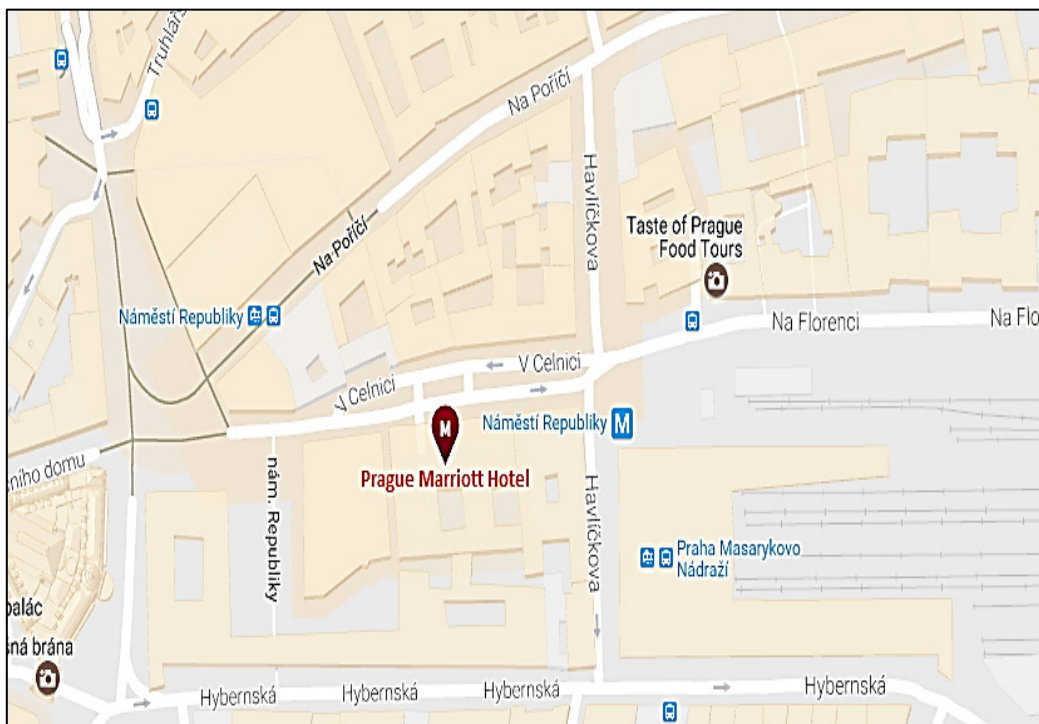 Truhlářs
Na Poříčí
Havlíčkova
Taste of Prague
Food Tours
Na Poříčí
Náměstí Republiky
Na Florenci
Na Flo
V Celnici
V Celnici
M
Náměstí Republiky M
Prague Marriott Hotel
ního domu
nám. Republiky
Havlíčkova
Praha Masarykovo
Nádraží
palác
šná brána
Hybernská
Hybernská
Hybernská
Hybernská